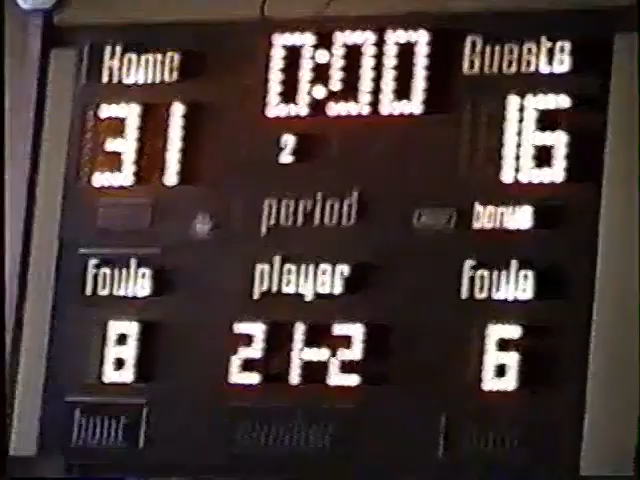 Home 0:00 Guests
31 2 16
period bonus
Fouls player Fouls
8 21-2 6